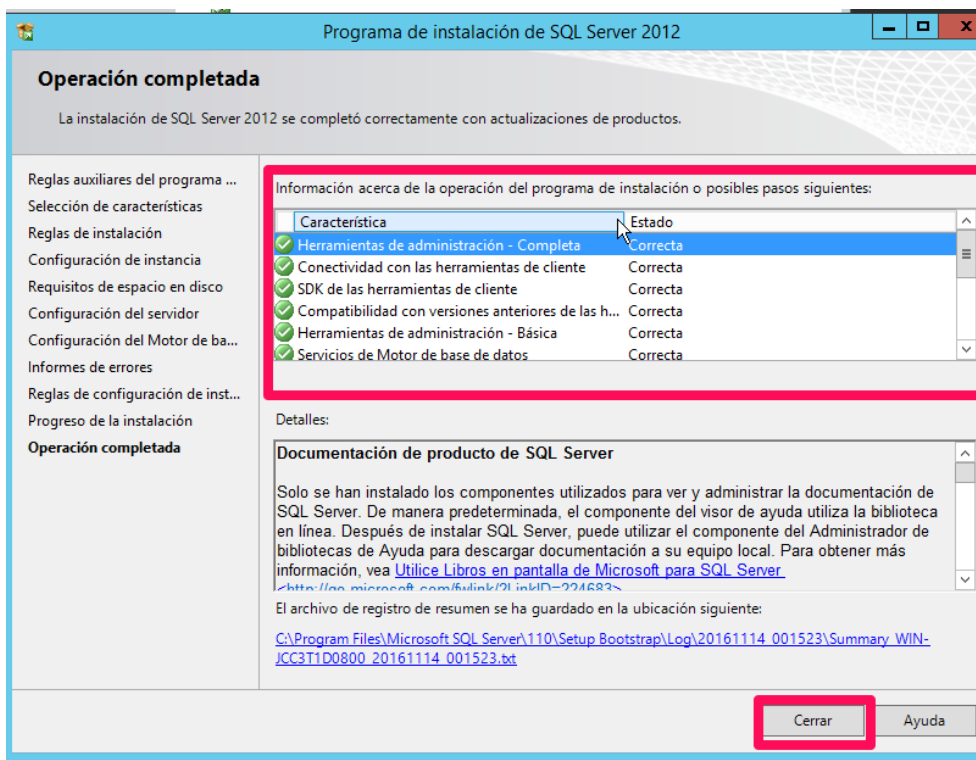 Programa de instalación de SQL Server 2012
Operación completada
La instalación de SQL Server 2012 se completó correctamente con actualizaciones de productos.
Reglas auxiliares del programa ...
Selección de características
Reglas de instalación
Configuración de instancia
Requisitos de espacio en disco
Configuración del servidor
Configuración del Motor de ba...
Informes de errores
Reglas de configuración de inst...
Progreso de la instalación
Operación completada
Información acerca de la operación del programa de instalación o posibles pasos siguientes:
Característica Estado
Herramientas de administración - Completa Correcta
Conectividad con las herramientas de cliente Correcta
SDK de las herramientas de cliente Correcta
Compatibilidad con versiones anteriores de las h... Correcta
Herramientas de administración - Básica Correcta
Servicios de Motor de base de datos Correcta
Detalles:
Documentación de producto de SQL Server
Solo se han instalado los componentes utilizados para ver y administrar la documentación de
SQL Server. De manera predeterminada, el componente del visor de ayuda utiliza la biblioteca
en línea. Después de instalar SQL Server, puede utilizar el componente del Administrador de
bibliotecas de Ayuda para descargar documentación a su equipo local. Para obtener más
información, vea Utilice Libros en pantalla de Microsoft para SQL Server
<http://go.microsoft.com/fwlink/?LinkID=224683>
El archivo de registro de resumen se ha guardado en la ubicación siguiente:
C:\Program Files\Microsoft SQL Server\110\Setup Bootstrap\Log\20161114_001523\Summary_WIN-
JCC3T1D0800_20161114_001523.txt
Cerrar Ayuda